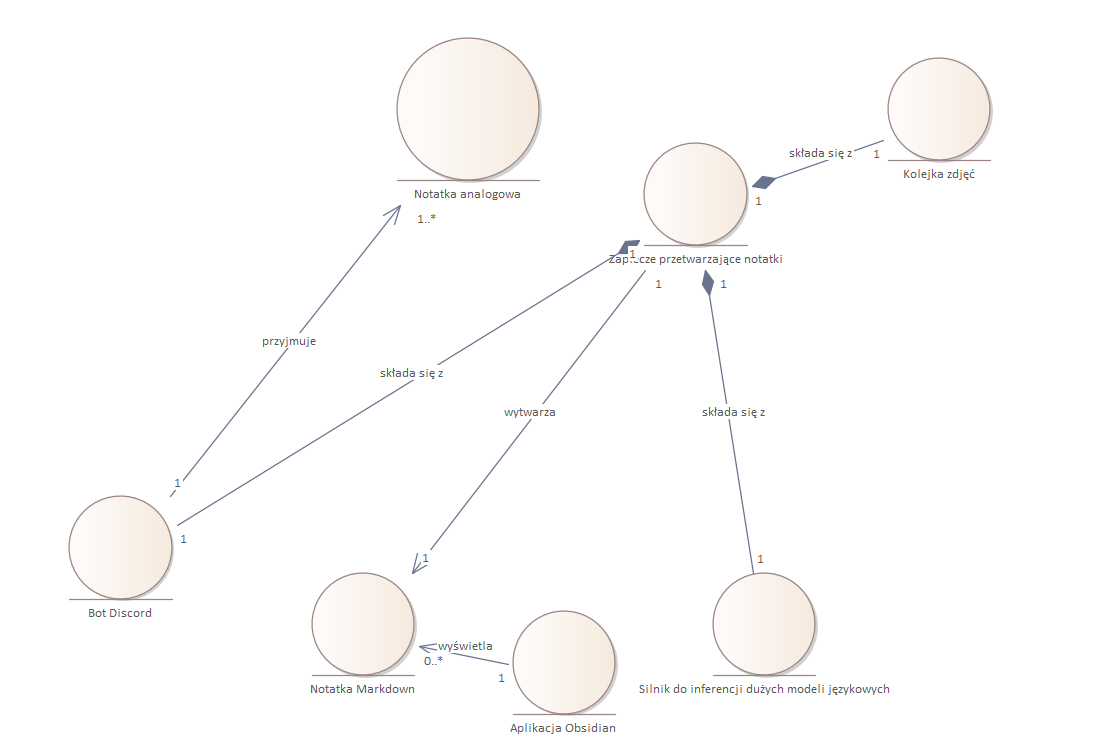 Notatka analogowa
1..*
składa się z
1
Kolejka zdjęć
1
1
Zaplecze przetwarzające notatki
1
1
przyjmuje
składa się z
wytwarza
składa się z
1
1
Bot Discord
1
1
wyświetla
0..*
1
Notatka Markdown
Aplikacja Obsidian
Silnik do inferencji dużych modeli językowych